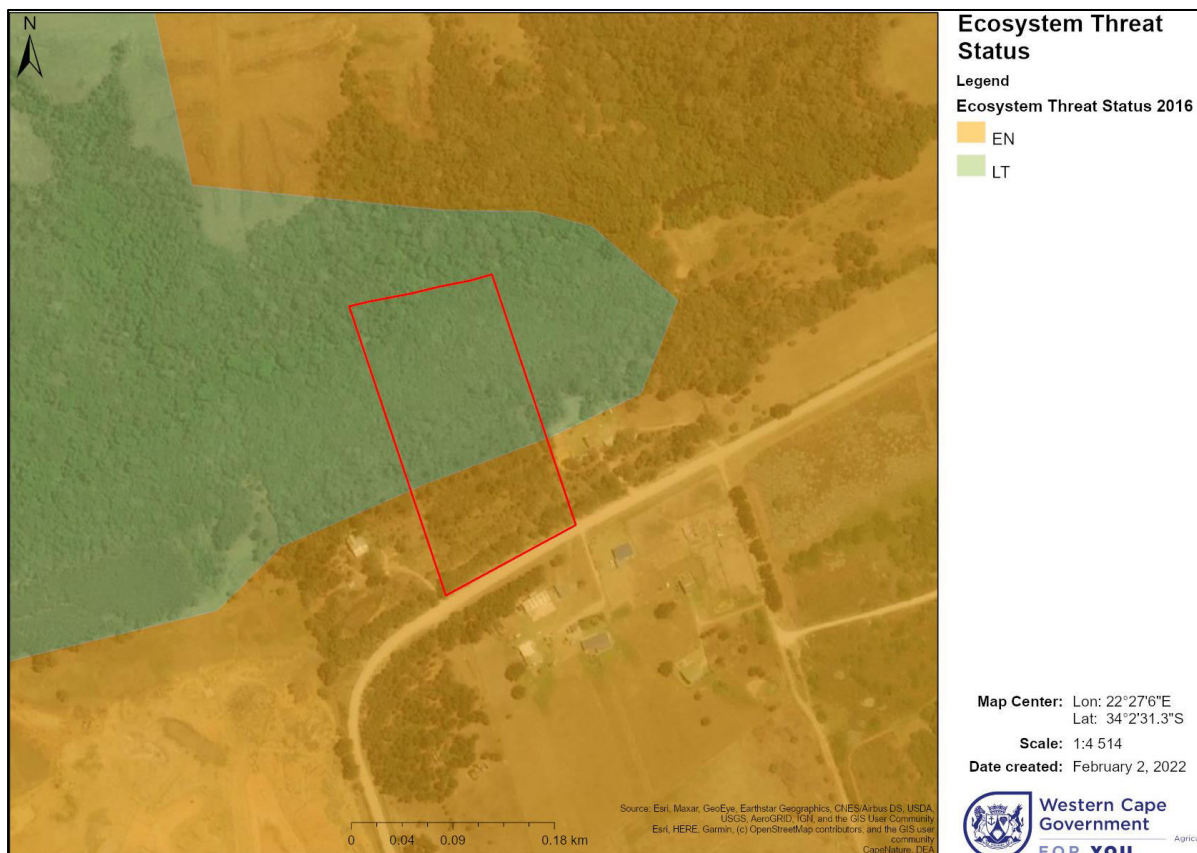 N
Ecosystem Threat
Status
Legend
Ecosystem Threat Status 2016
EN
LT
Map Center: Lon: 22°27'6"E
Lat: 34°2'31.3"S
Scale: 1:4 514
Date created: February 2, 2022
Western Cape
Government
FOR YOU
Agric
Source: Esri, Maxar, GeoEye, Earthstar Geographics, CNES/Airbus DS, USDA,
USGS, AeroGRID, IGN, and the GIS User Community
Esri, HERE, Garmin, (c) OpenStreetMap contributors, and the GIS user
community
CapeNature, DEA
0 0.04 0.09 0.18 km